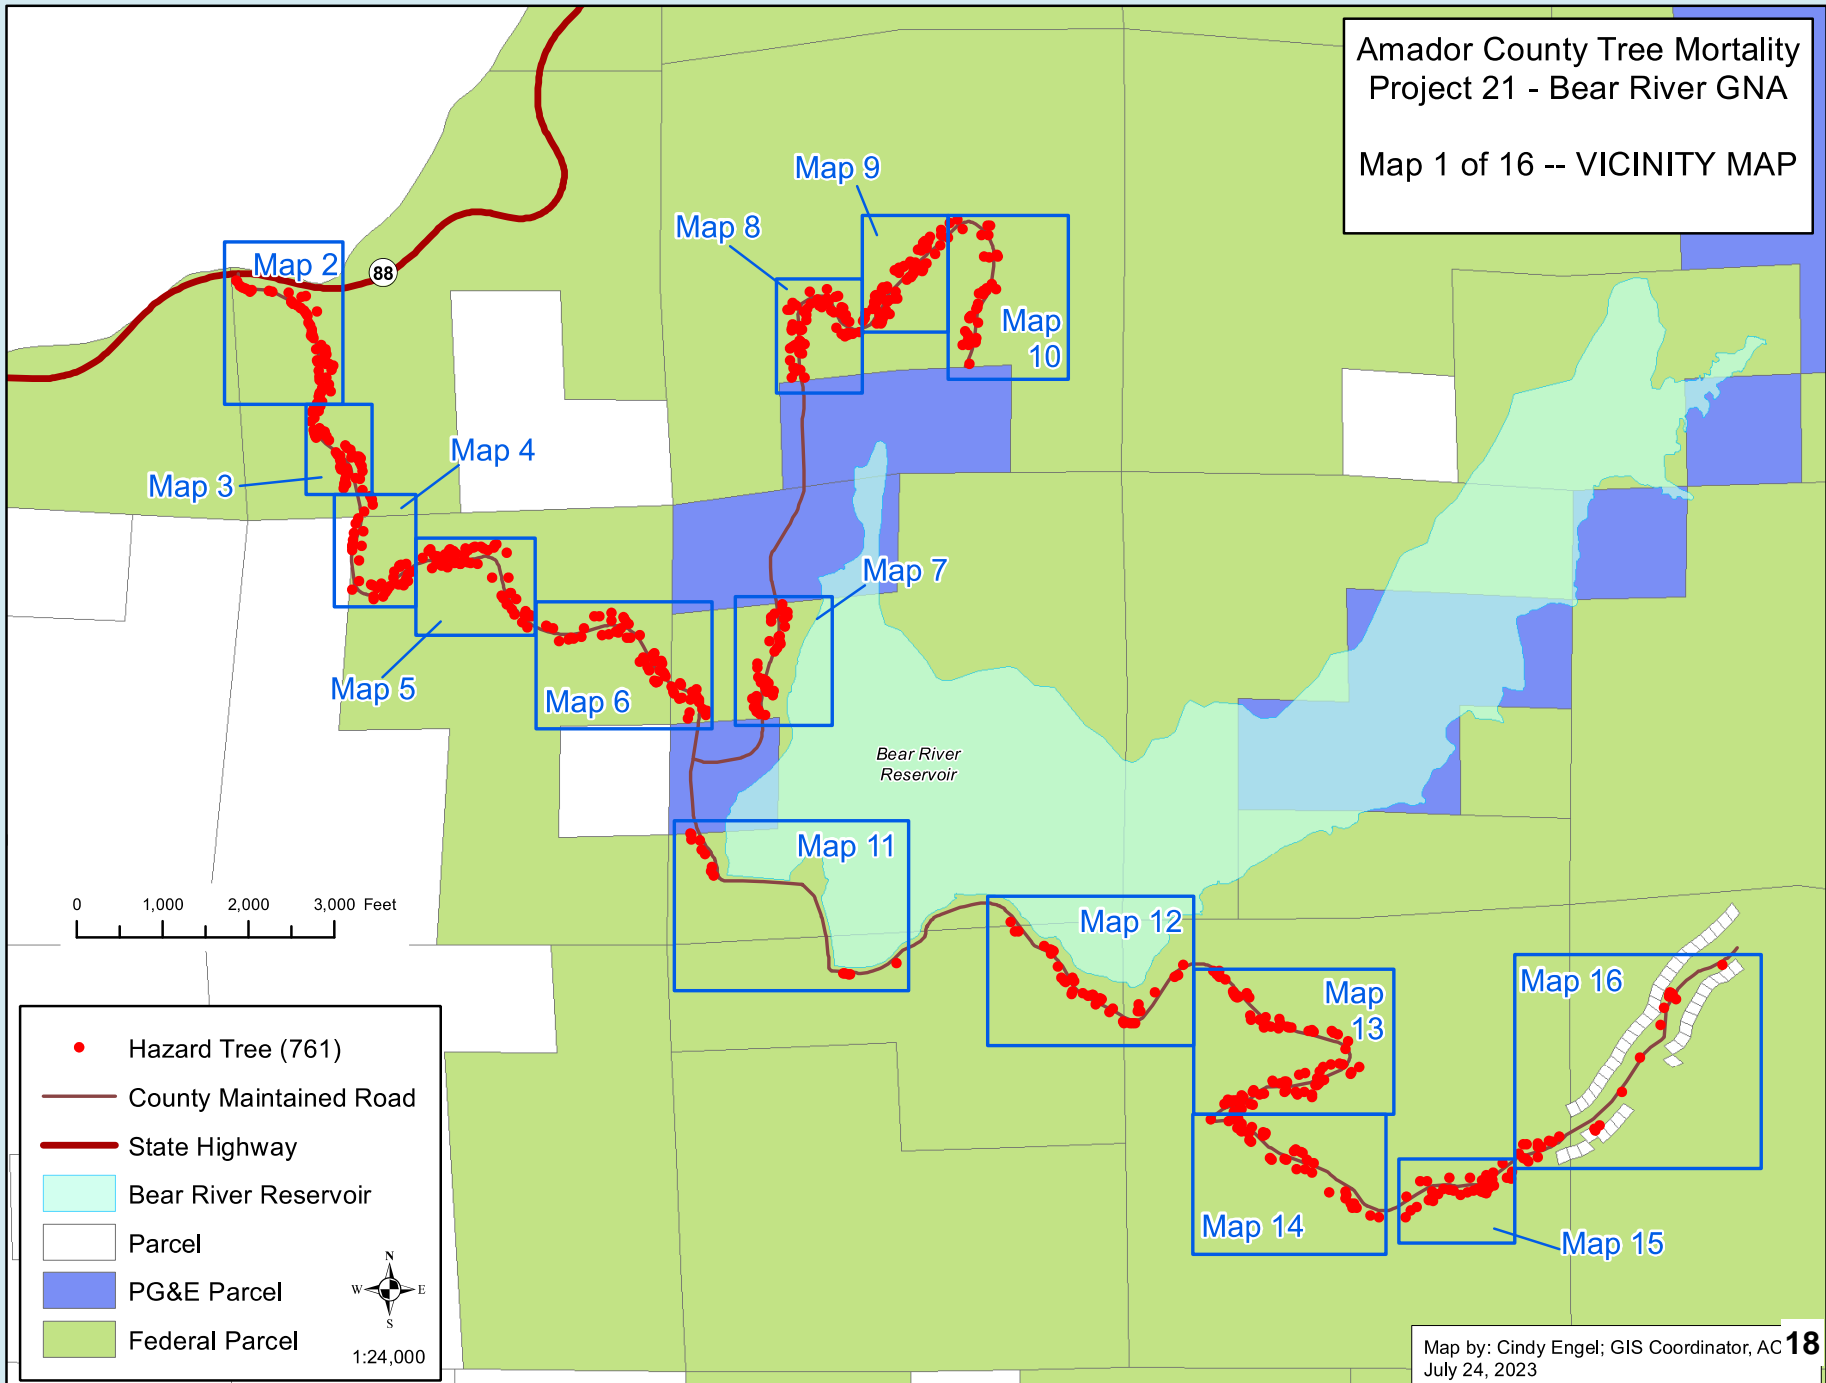 Amador County Tree Mortality
Project 21 - Bear River GNA
Map 1 of 16 -- VICINITY MAP
Map 9
Map 8
Map 2
88
Map
10
Map 4
Map 3
Map 7
Map 5
Map 6
Bear River
Reservoir
Map 11
0 1,000 2,000 3,000 Feet
Map 12
Map 16
Map
13
Hazard Tree (761)
County Maintained Road
State Highway
Bear River Reservoir
Parcel
PG&E Parcel
Federal Parcel
N
W E
S
1:24,000
Map 14
Map 15
Map by: Cindy Engel; GIS Coordinator, AC
July 24, 2023
18